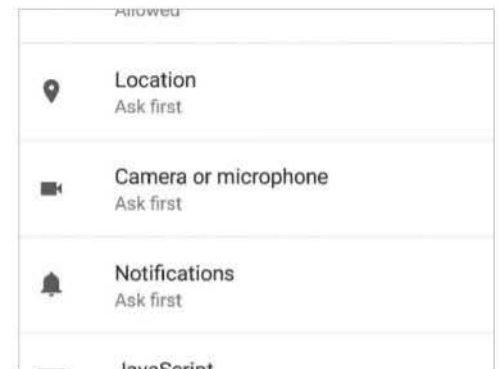 Allowed
Location
Ask first
Camera or microphone
Ask first
Notifications
Ask first
JavaScript